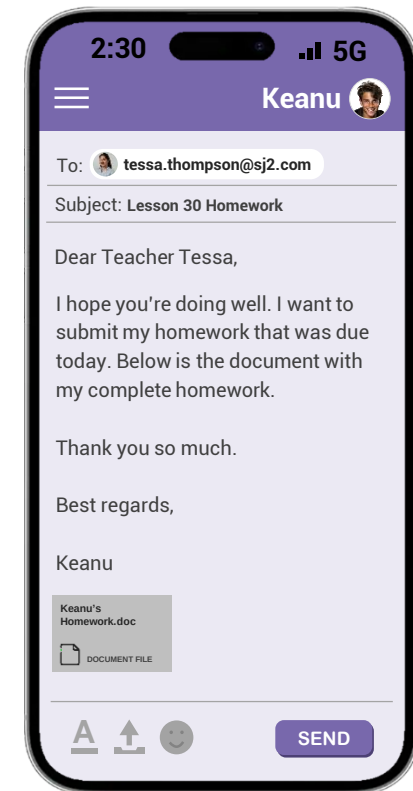 2:30 5G
Keanu
To: tessa.thompson@sj2.com
Subject: Lesson 30 Homework
Dear Teacher Tessa,
I hope you're doing well. I want to
submit my homework that was due
today. Below is the document with
my complete homework.
Thank you so much.
Best regards,
Keanu
Keanu's
Homework.doc
DOCUMENT FILE
A
SEND